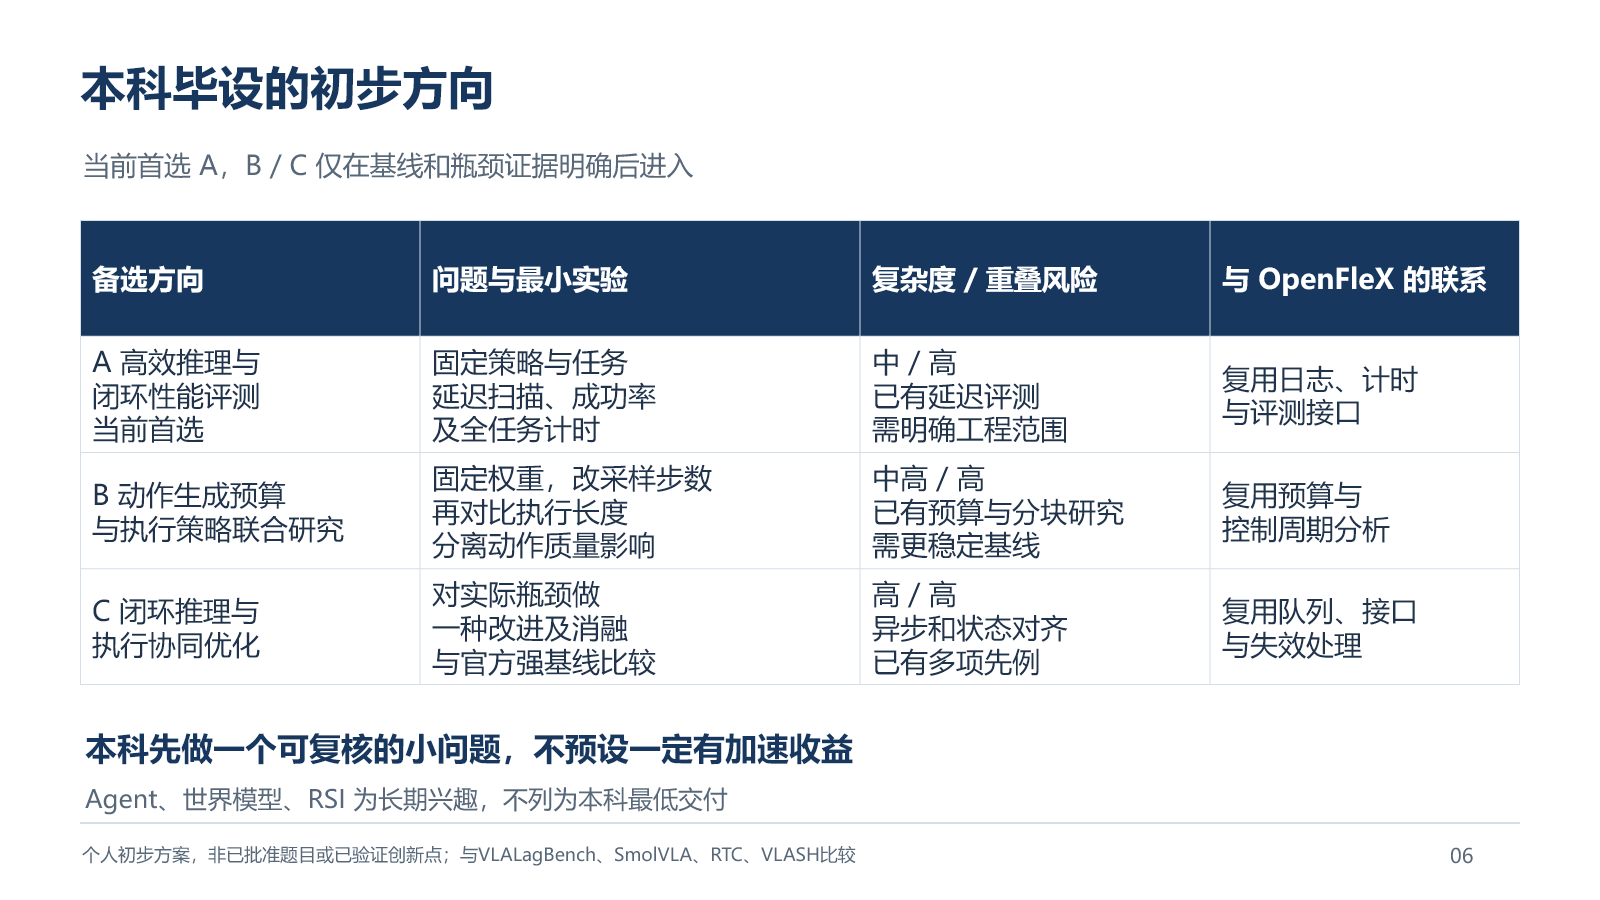 本科毕设的初步方向
当前首选 A，B / C 仅在基线和瓶颈证据明确后进入
备选方向
问题与最小实验
复杂度 / 重叠风险
与 OpenFleX 的联系
A 高效推理与
闭环性能评测
当前首选
固定策略与任务
延迟扫描、成功率
及全任务计时
中 / 高
已有延迟评测
需明确工程范围
复用日志、计时
与评测接口
B 动作生成预算
与执行策略联合研究
固定权重，改采样步数
再对比执行长度
分离动作质量影响
中高 / 高
已有预算与分块研究
需更稳定基线
复用预算与
控制周期分析
C 闭环推理与
执行协同优化
对实际瓶颈做
一种改进及消融
与官方强基线比较
高 / 高
异步和状态对齐
已有多项先例
复用队列、接口
与失效处理
本科先做一个可复核的小问题，不预设一定有加速收益
Agent、世界模型、RSI 为长期兴趣，不列为本科最低交付
个人初步方案，非已批准题目或已验证创新点；与VLALagBench、SmolVLA、RTC、VLASH比较
06